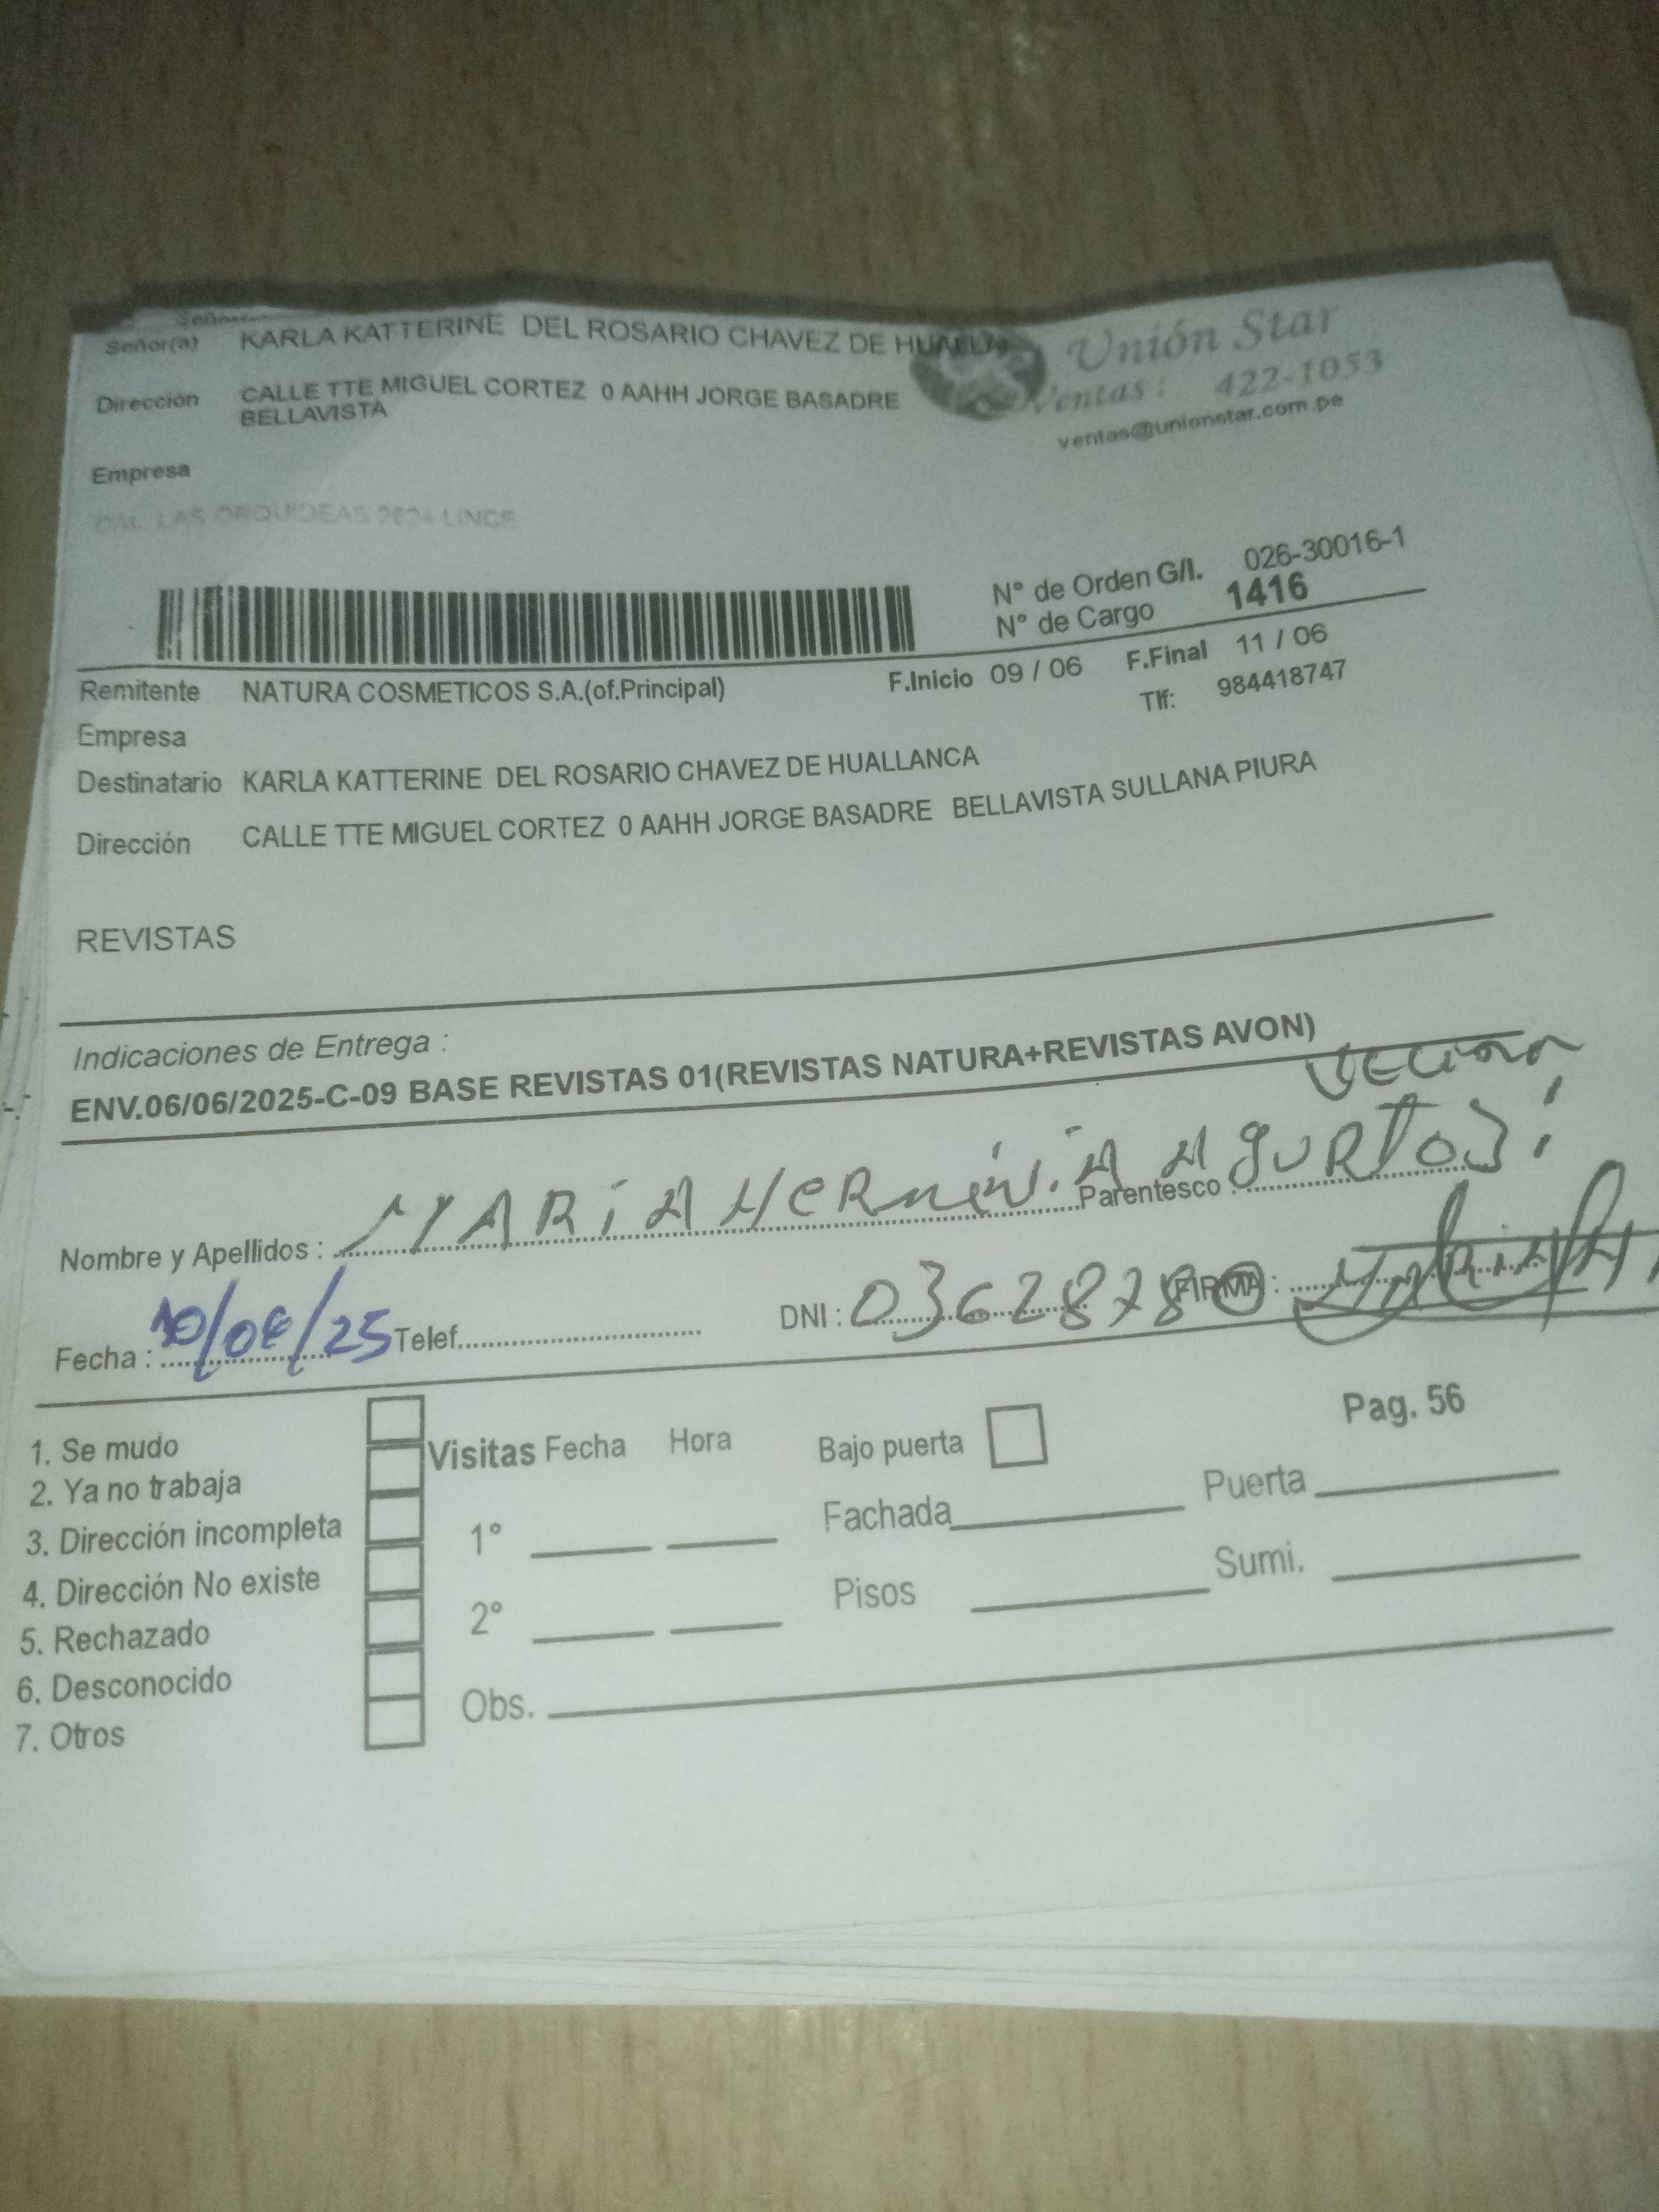 Señor(a) KARLA KATTERINE DEL ROSARIO CHAVEZ DE
Unión Star
Dirección CALLE TTE MIGUEL CORTEZ 0 AAHH JORGE BASADRE
BELLAVISTA
Ventas : 422-1053
ventas@unionstar.com.pe
Empresa
CAL. LAS ORQUIDEAS 2624 LINCE
N° de Orden G/I. 026-30016-1
N° de Cargo 1416
Remitente NATURA COSMETICOS S.A.(of.Principal) F.Inicio 09 / 06 F.Final 11 / 06
Tlf: 984418747
Empresa
Destinatario KARLA KATTERINE DEL ROSARIO CHAVEZ DE HUALLANCA
Dirección CALLE TTE MIGUEL CORTEZ 0 AAHH JORGE BASADRE BELLAVISTA SULLANA PIURA
REVISTAS
Indicaciones de Entrega :
ENV.06/06/2025-C-09 BASE REVISTAS 01(REVISTAS NATURA+REVISTAS AVON)
Nombre y Apellidos : MARIA Parentesco : AGURTO
Fecha : 10/06/25 Telef. DNI : 03628780 FIRMA :
1. Se mudo
2. Ya no trabaja
3. Dirección incompleta
4. Dirección No existe
5. Rechazado
6. Desconocido
7. Otros
Visitas Fecha Hora
1°
2°
Obs.
Bajo puerta
Fachada
Pisos
Pag. 56
Puerta
Sumi.